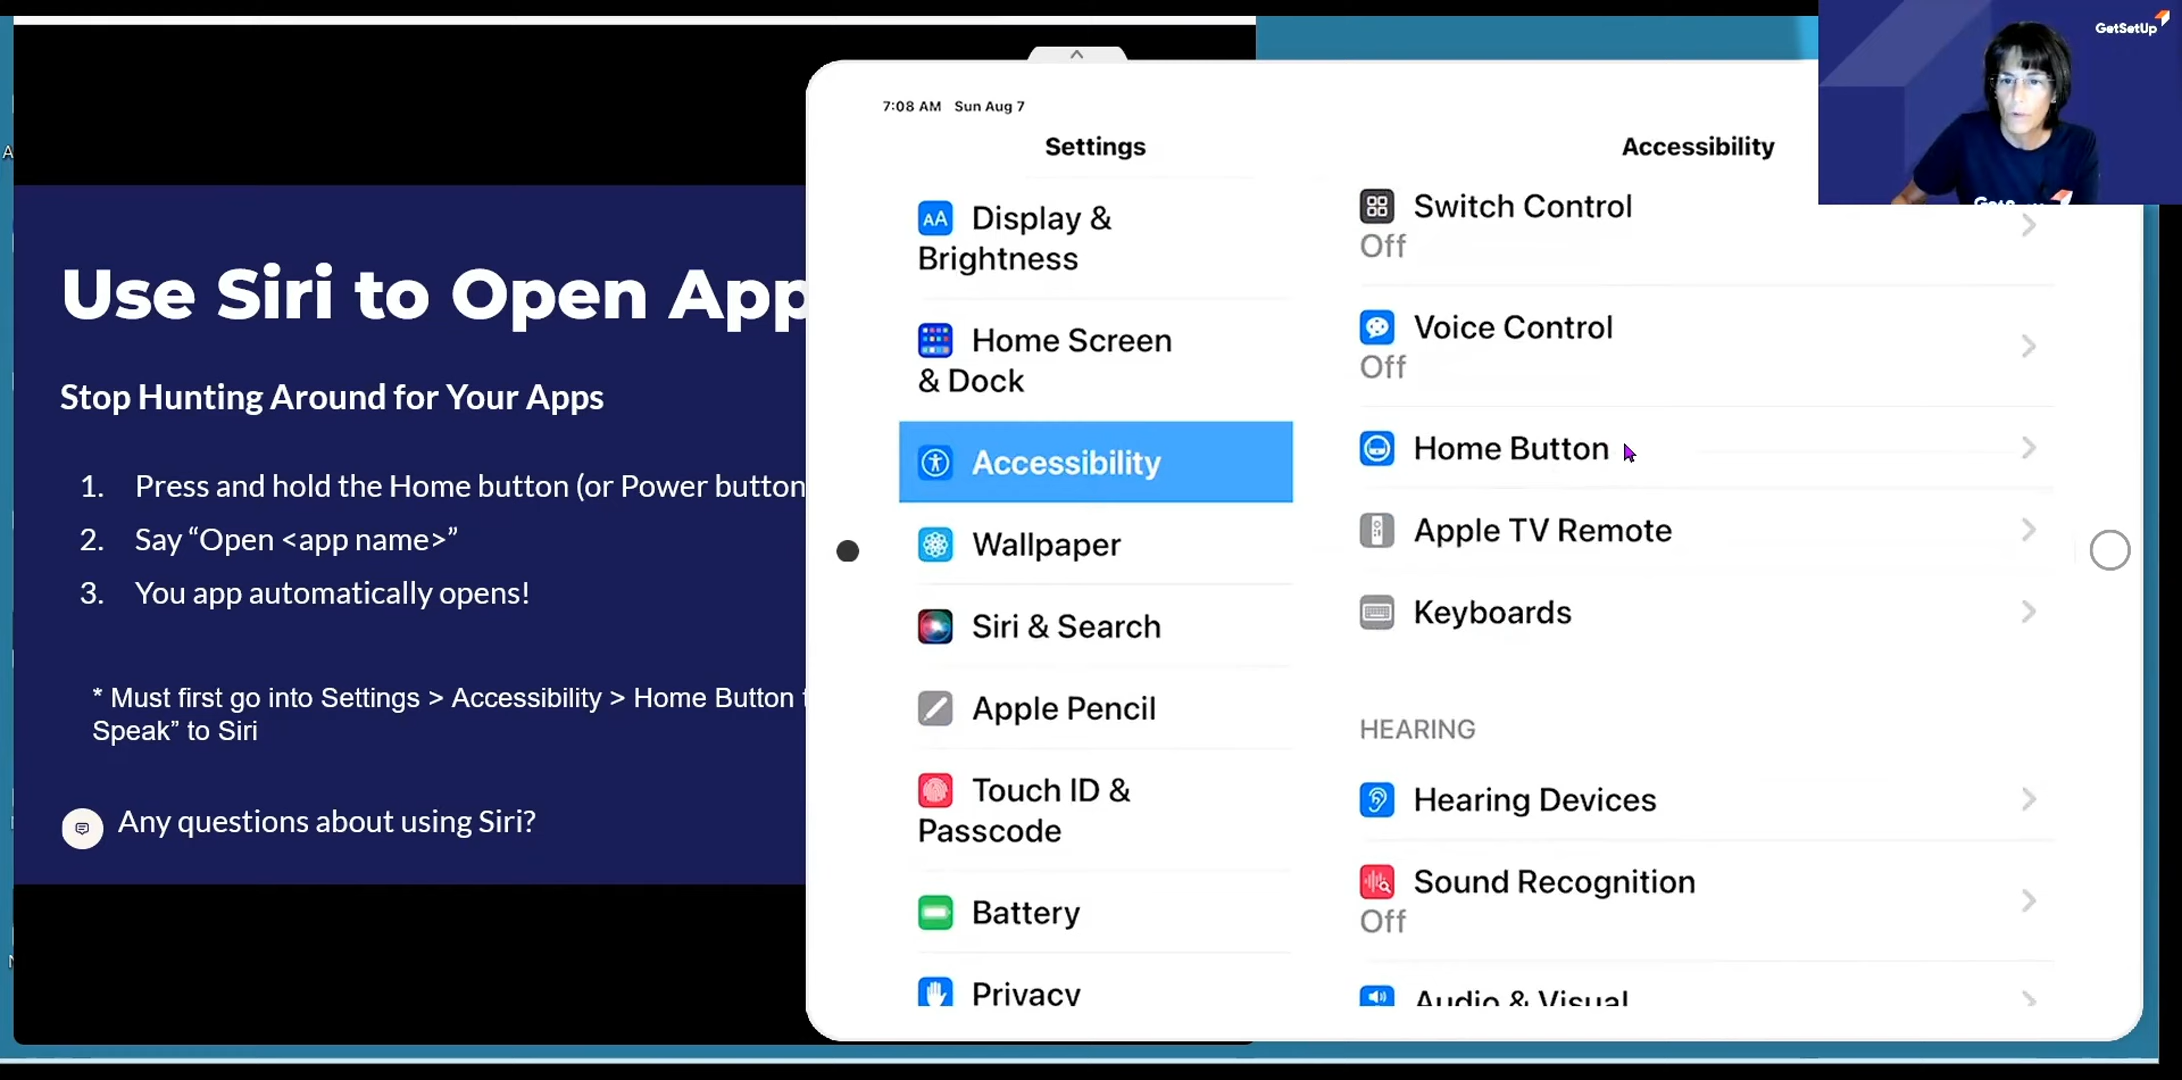 GetSetUp
A
7:08 AM Sun Aug 7
Use Siri to Open App
Stop Hunting Around for Your Apps
1. Press and hold the Home button (or Power button
2. Say “Open <app name>”
3. You app automatically opens!
* Must first go into Settings > Accessibility > Home Button
Speak” to Siri
Any questions about using Siri?
Settings
AA Display &
Brightness
Home Screen
& Dock
Accessibility
Wallpaper
Siri & Search
Apple Pencil
Touch ID &
Passcode
Battery
Privacy
Accessibility
Switch Control
Off
Voice Control
Off
Home Button
Apple TV Remote
Keyboards
HEARING
Hearing Devices
Sound Recognition
Off
Audio & Visual